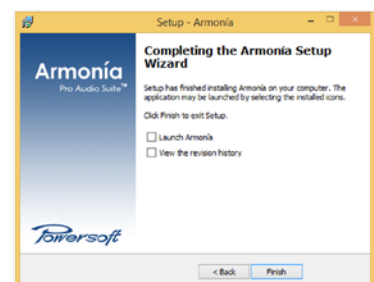 Setup - Armonía
Completing the Armonía Setup
Wizard
Armonía
Pro Audio Suite™
Setup has finished installing Armonía on your computer. The
application may be launched by selecting the installed icons.
Click Finish to exit Setup.
Launch Armonía
View the revision history
Powersoft
< Back
Finish